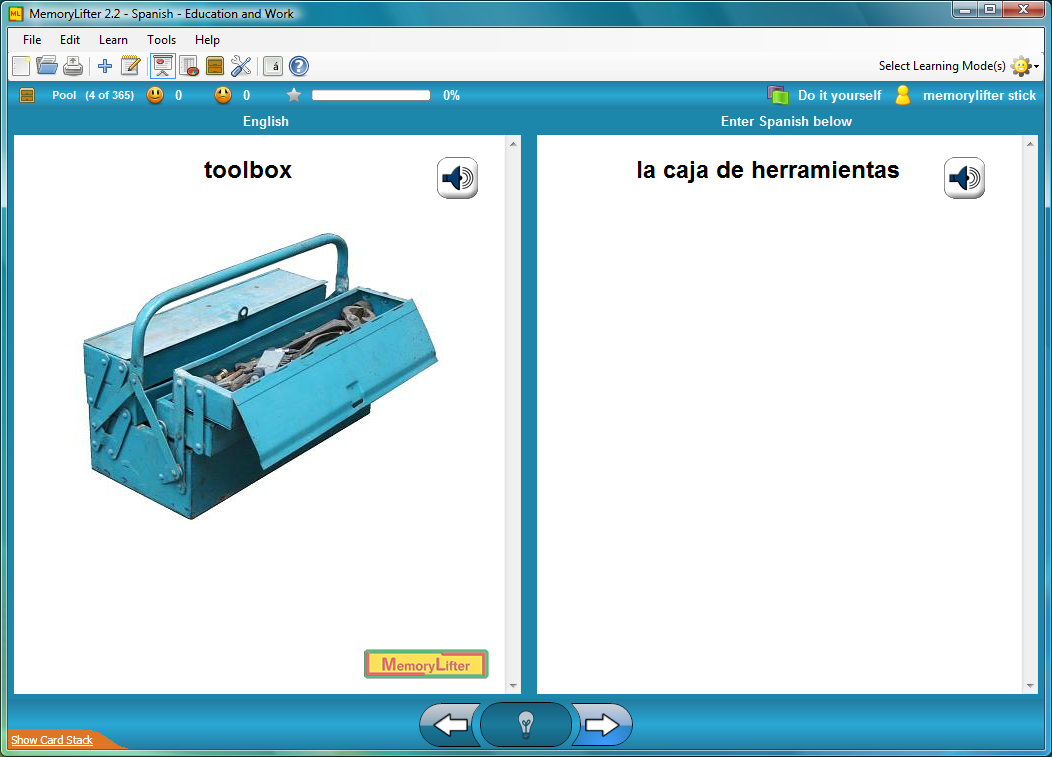 MemoryLifter 2.2 - Spanish - Education and Work
File Edit Learn Tools Help
á ? Select Learning Mode(s)
Pool (4 of 365) 0 0 0% Do it yourself memorylifter stick
English
Enter Spanish below
toolbox
la caja de herramientas
MemoryLifter
Show Card Stack